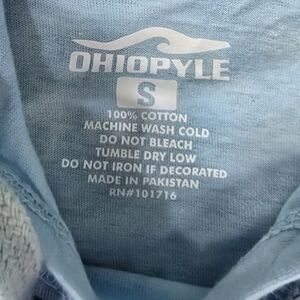 OHIOPYLE
S
100% COTTON
MACHINE WASH COLD
DO NOT BLEACH
TUMBLE DRY LOW
DO NOT IRON IF DECORATED
MADE IN PAKISTAN
RN#101716